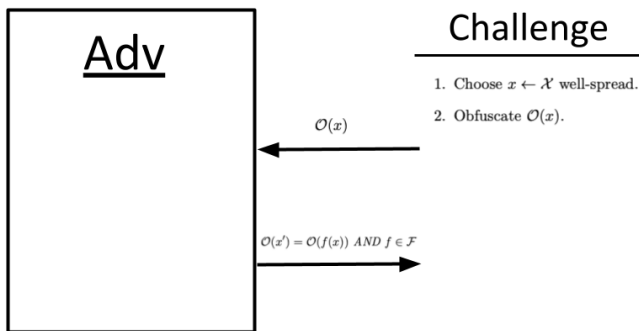 Adv
Challenge
1. Choose x ← 𝒳 well-spread.
2. Obfuscate 𝒪(x).
𝒪(x)
𝒪(x′) = 𝒪(f(x)) AND f ∈ ℱ